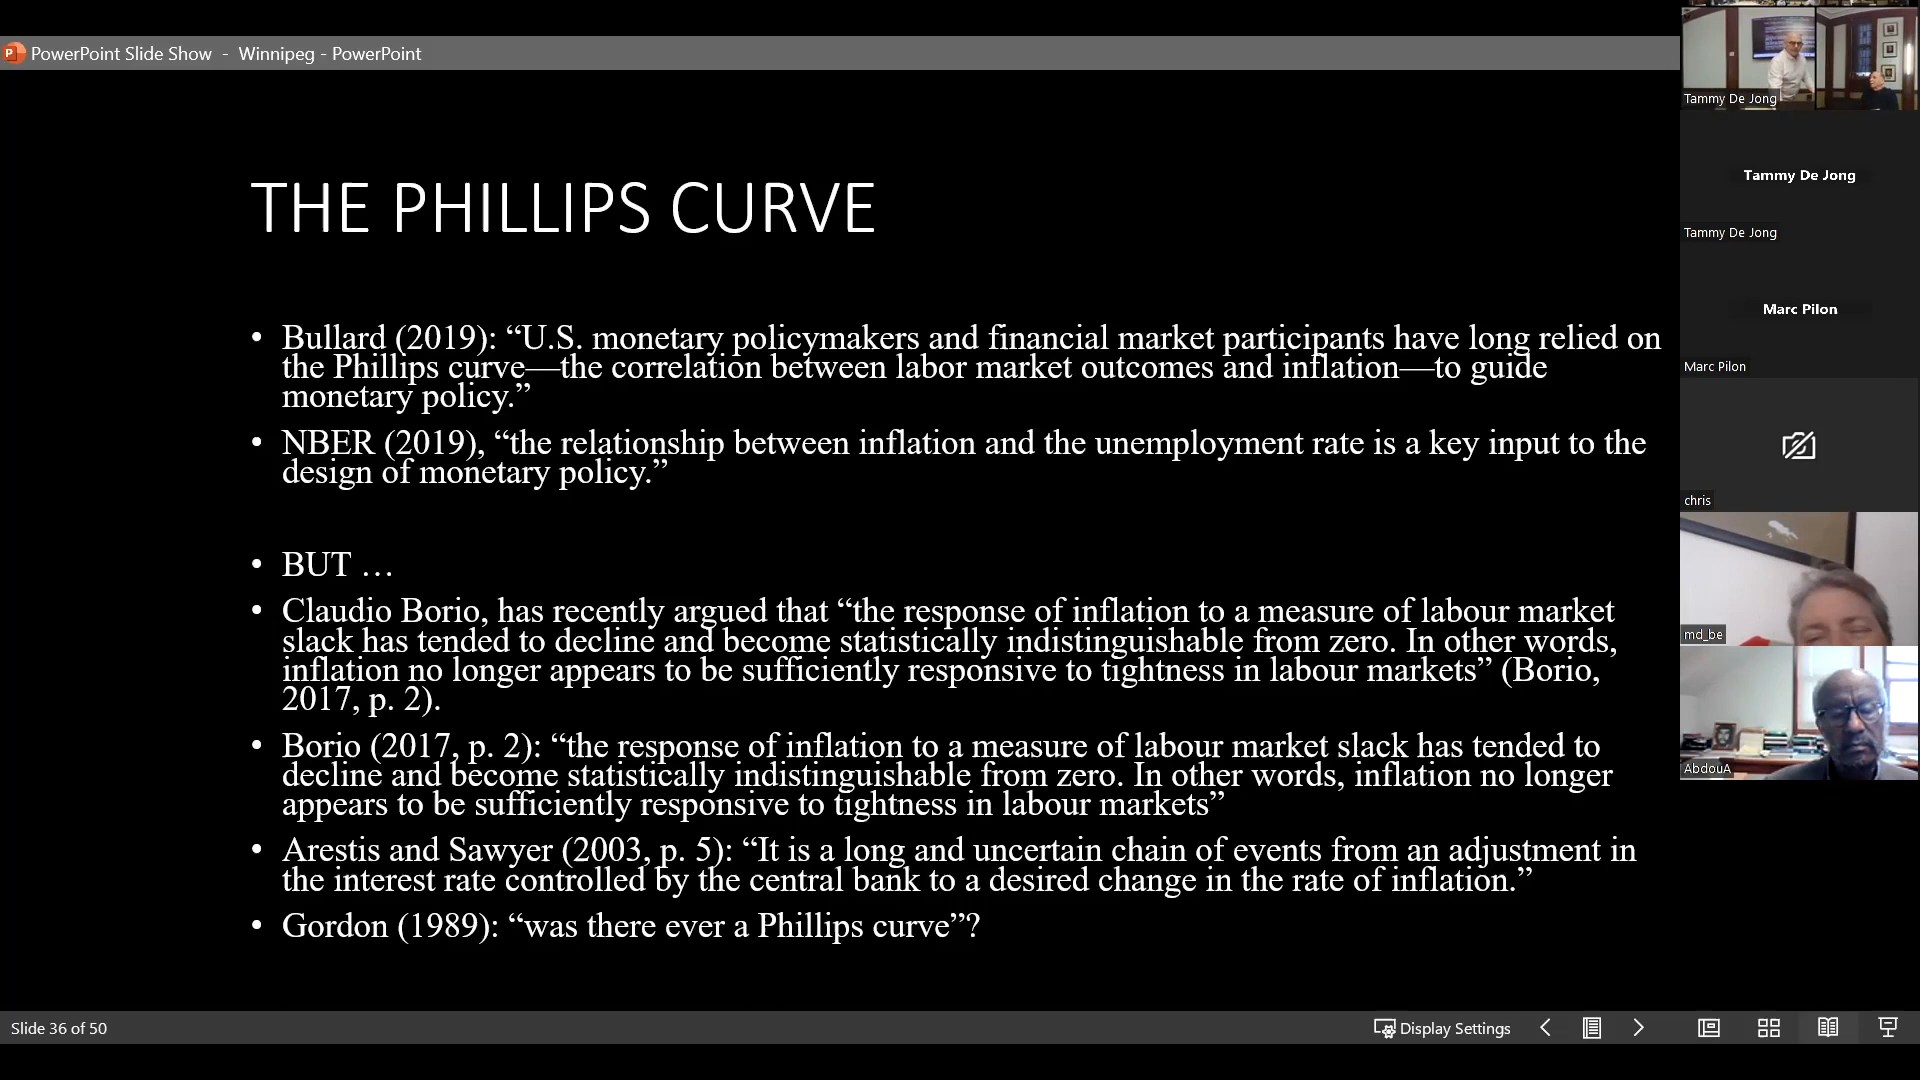 PowerPoint Slide Show - Winnipeg - PowerPoint
THE PHILLIPS CURVE
• Bullard (2019): “U.S. monetary policymakers and financial market participants have long relied on
the Phillips curve—the correlation between labor market outcomes and inflation—to guide
monetary policy.”
• NBER (2019), “the relationship between inflation and the unemployment rate is a key input to the
design of monetary policy.”
• BUT …
• Claudio Borio, has recently argued that “the response of inflation to a measure of labour market
slack has tended to decline and become statistically indistinguishable from zero. In other words,
inflation no longer appears to be sufficiently responsive to tightness in labour markets” (Borio,
2017, p. 2).
• Borio (2017, p. 2): “the response of inflation to a measure of labour market slack has tended to
decline and become statistically indistinguishable from zero. In other words, inflation no longer
appears to be sufficiently responsive to tightness in labour markets”
• Arestis and Sawyer (2003, p. 5): “It is a long and uncertain chain of events from an adjustment in
the interest rate controlled by the central bank to a desired change in the rate of inflation.”
• Gordon (1989): “was there ever a Phillips curve”?
Slide 36 of 50
Display Settings
Tammy De Jong
Tammy De Jong
Tammy De Jong
Marc Pilon
Marc Pilon
chris
md_be
AbdouA